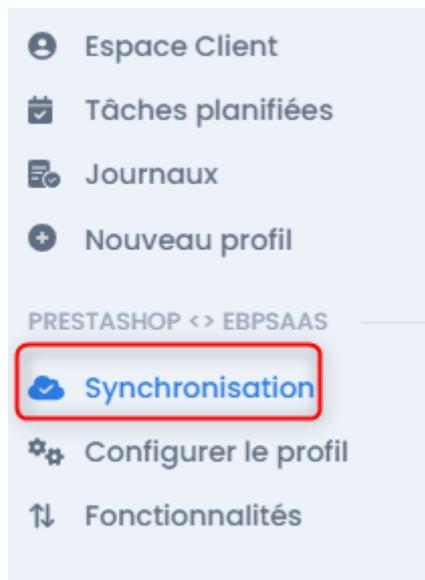 Espace Client
Tâches planifiées
Journaux
Nouveau profil
PRESTASHOP <> EBPSAAS
Synchronisation
Configurer le profil
Fonctionnalités